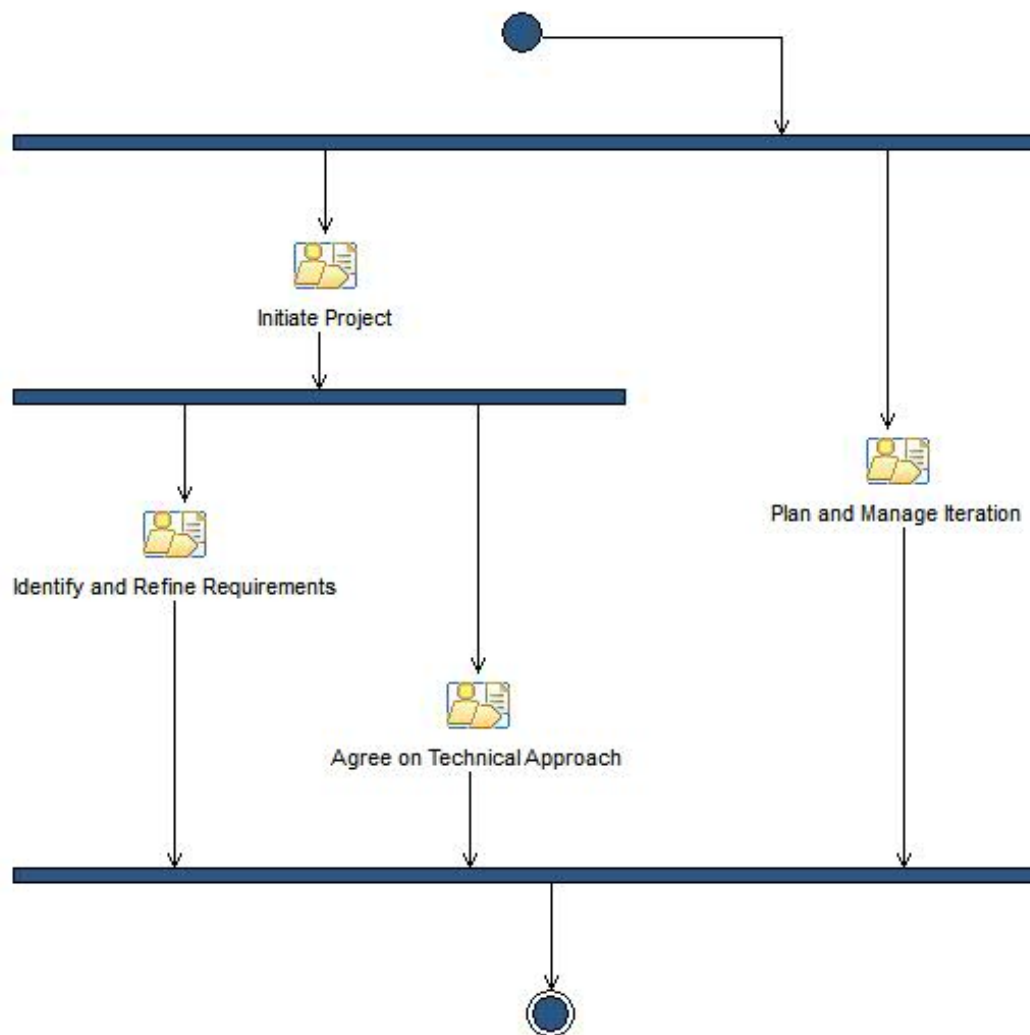 Initiate Project
Plan and Manage Iteration
Identify and Refine Requirements
Agree on Technical Approach